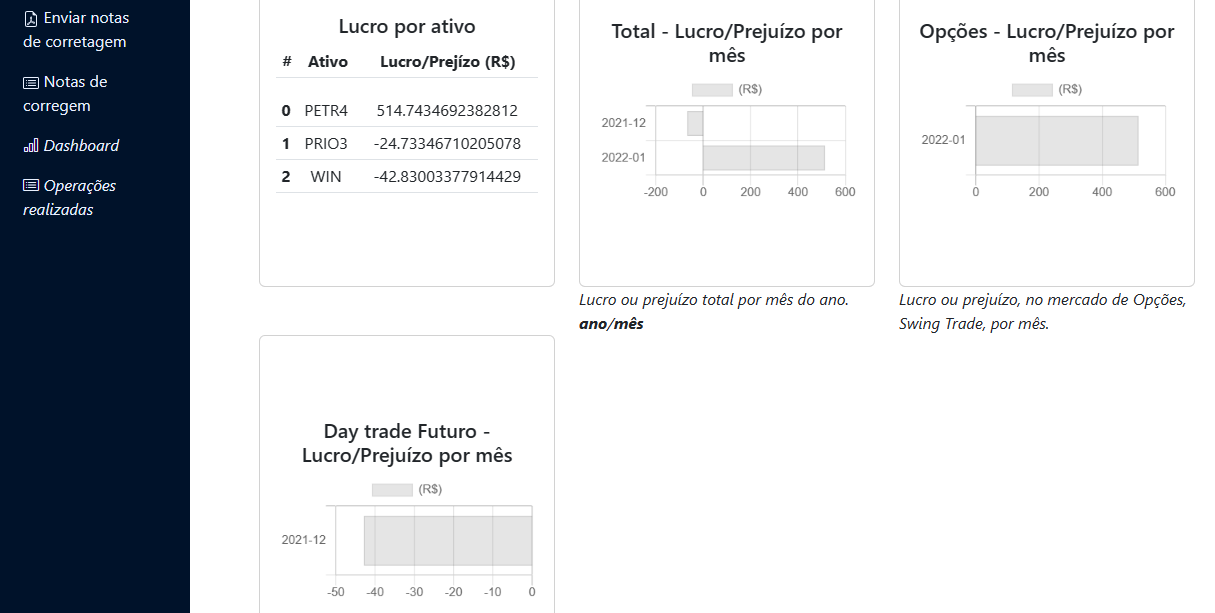 Enviar notas
de corretagem
Notas de
corregem
Dashboard
Operações
realizadas
Lucro por ativo
# Ativo Lucro/Prejízo (R$)
0 PETR4 514.7434692382812
1 PRIO3 -24.73346710205078
2 WIN -42.83003377914429
Total - Lucro/Prejuízo por
mês
(R$)
2021-12
2022-01
-200 0 200 400 600
Lucro ou prejuízo total por mês do ano.
ano/mês
Opções - Lucro/Prejuízo por
mês
(R$)
2022-01
0 200 400 600
Lucro ou prejuízo, no mercado de Opções,
Swing Trade, por mês.
Day trade Futuro -
Lucro/Prejuízo por mês
(R$)
2021-12
-50 -40 -30 -20 -10 0